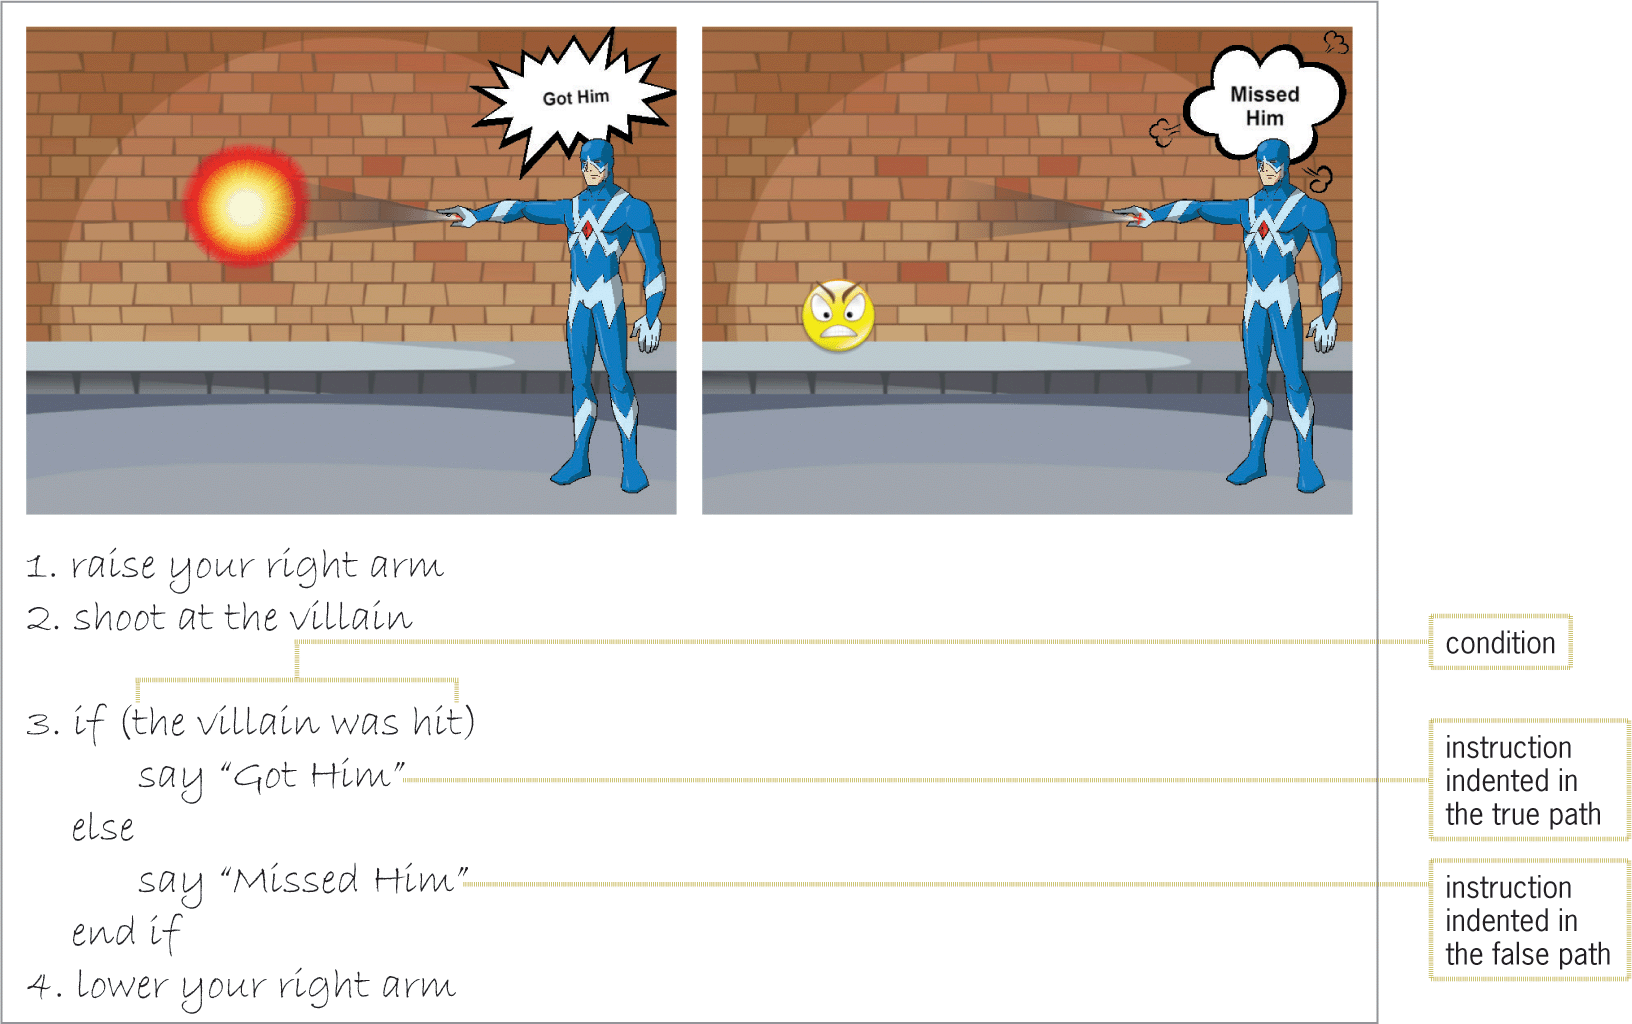 Got Him
Missed
Him
1. raise your right arm
2. shoot at the villain
condition
3. if (the villain was hit)
say “Got Him”
instruction
indented in
the true path
else
say “Missed Him”
instruction
indented in
the false path
end if
4. lower your right arm